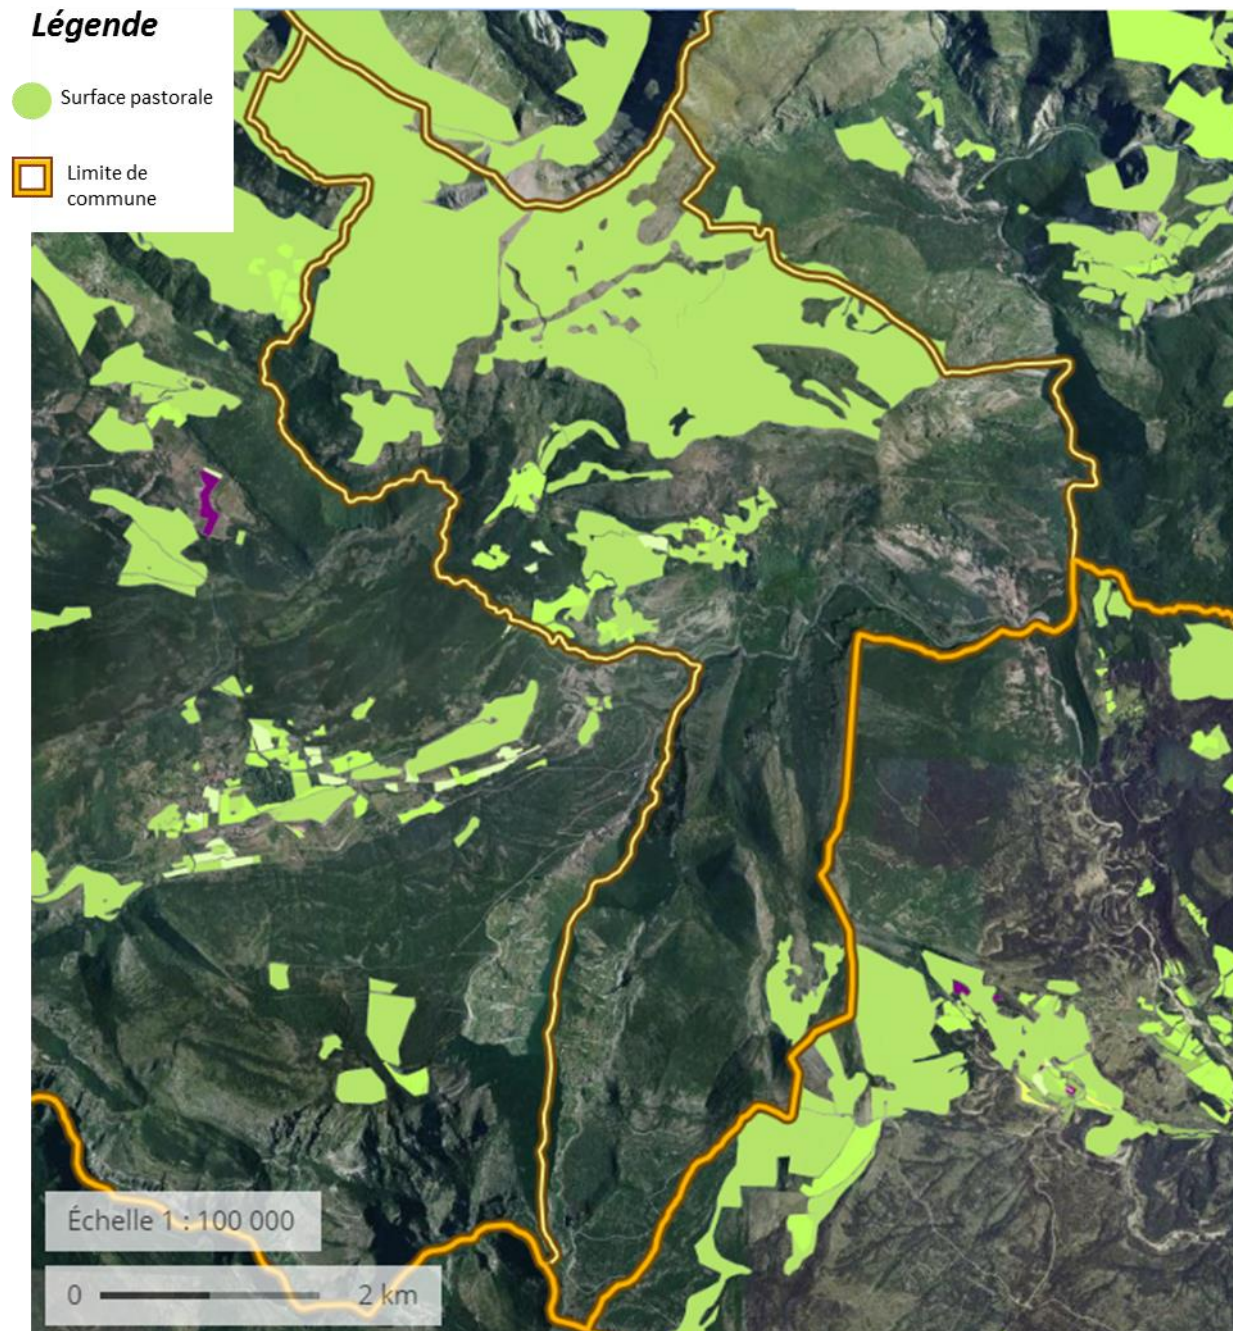 Légende
Surface pastorale
Limite de
commune
Échelle 1 : 100 000
0 2 km